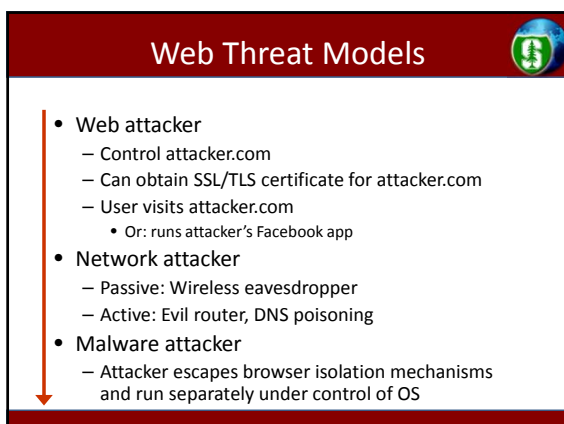 Web Threat Models
• Web attacker
– Control attacker.com
– Can obtain SSL/TLS certificate for attacker.com
– User visits attacker.com
• Or: runs attacker's Facebook app
• Network attacker
– Passive: Wireless eavesdropper
– Active: Evil router, DNS poisoning
• Malware attacker
– Attacker escapes browser isolation mechanisms
and run separately under control of OS